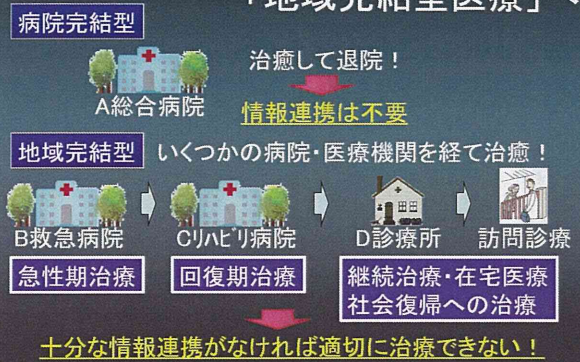 「地域完結型医療」へ
病院完結型
治癒して退院！
A総合病院
情報連携は不要
地域完結型 いくつかの病院・医療機関を経て治癒！
B救急病院 Cリハビリ病院 D診療所 訪問診療
急性期治療 回復期治療 継続治療・在宅医療
社会復帰への治療
十分な情報連携がなければ適切に治療できない！